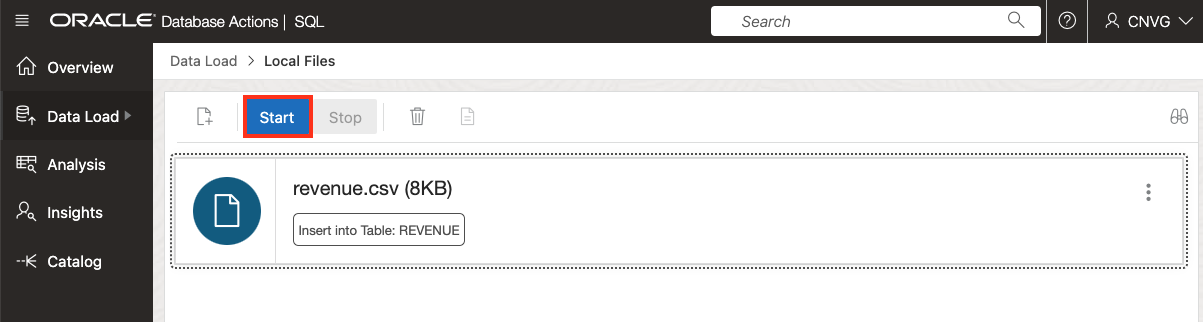 ORACLE Database Actions | SQL
Search
CNVG
Overview
Data Load
Analysis
Insights
Catalog
Data Load > Local Files
Start
Stop
revenue.csv (8KB)
Insert into Table: REVENUE